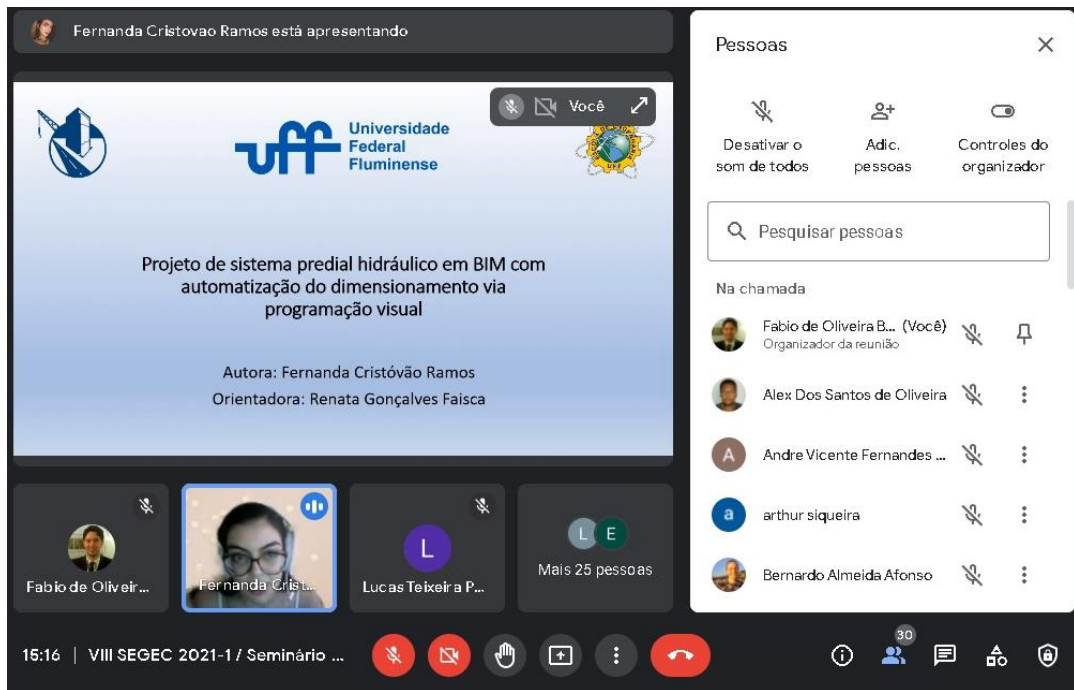 Fernanda Cristovao Ramos está apresentando
Você
uff Universidade
Federal
Fluminense
Projeto de sistema predial hidráulico em BIM com
automatização do dimensionamento via
programação visual
Autora: Fernanda Cristóvão Ramos
Orientadora: Renata Gonçalves Faisca
Fabio de Oliveir...
Fernanda Crist...
L
Lucas Teixeira P...
L E
Mais 25 pessoas
Pessoas
Desativar o
som de todos
Adic.
pessoas
Controles do
organizador
Pesquisar pessoas
Na chamada
Fabio de Oliveira B... (Você)
Organizador da reunião
Alex Dos Santos de Oliveira
A
Andre Vicente Fernandes ...
a
arthur siqueira
Bernardo Almeida Afonso
15:16 | VIII SEGEC 2021-1 / Seminário ...
30